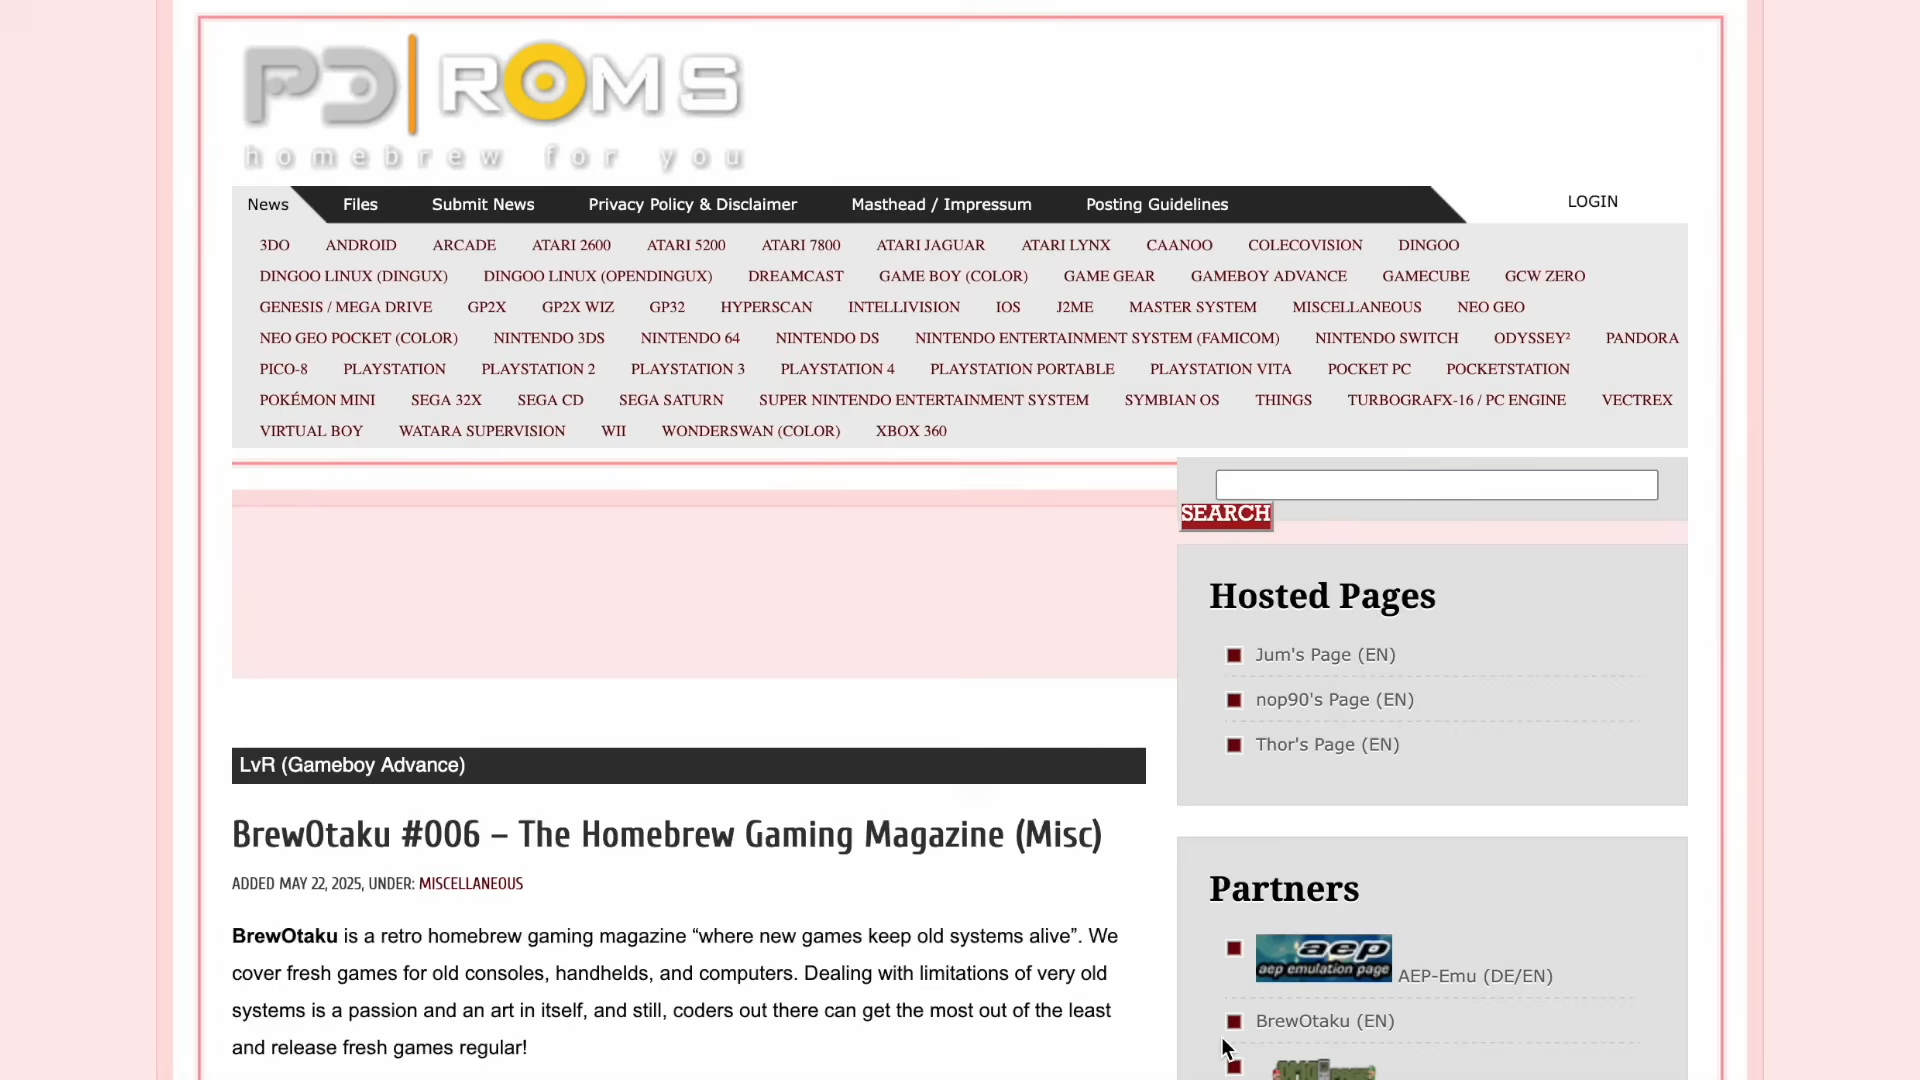 PD|ROMS
homebrew for you
News Files Submit News Privacy Policy & Disclaimer Masthead / Impressum Posting Guidelines LOGIN
3DO ANDROID ARCADE ATARI 2600 ATARI 5200 ATARI 7800 ATARI JAGUAR ATARI LYNX CAANOO COLECOVISION DINGOO
DINGOO LINUX (DINGUX) DINGOO LINUX (OPENDINGUX) DREAMCAST GAME BOY (COLOR) GAME GEAR GAMEBOY ADVANCE GAMECUBE GCW ZERO
GENESIS / MEGA DRIVE GP2X GP2X WIZ GP32 HYPERSCAN INTELLIVISION IOS J2ME MASTER SYSTEM MISCELLANEOUS NEO GEO
NEO GEO POCKET (COLOR) NINTENDO 3DS NINTENDO 64 NINTENDO DS NINTENDO ENTERTAINMENT SYSTEM (FAMICOM) NINTENDO SWITCH ODYSSEY² PANDORA
PICO-8 PLAYSTATION PLAYSTATION 2 PLAYSTATION 3 PLAYSTATION 4 PLAYSTATION PORTABLE PLAYSTATION VITA POCKET PC POCKETSTATION
POKÉMON MINI SEGA 32X SEGA CD SEGA SATURN SUPER NINTENDO ENTERTAINMENT SYSTEM SYMBIAN OS THINGS TURBOGRAFX-16 / PC ENGINE VECTREX
VIRTUAL BOY WATARA SUPERVISION WII WONDERSWAN (COLOR) XBOX 360
SEARCH
Hosted Pages
Jum's Page (EN)
nop90's Page (EN)
Thor's Page (EN)
LvR (Gameboy Advance)
BrewOtaku #006 – The Homebrew Gaming Magazine (Misc)
ADDED MAY 22, 2025, UNDER: MISCELLANEOUS
BrewOtaku is a retro homebrew gaming magazine “where new games keep old systems alive”. We
cover fresh games for old consoles, handhelds, and computers. Dealing with limitations of very old
systems is a passion and an art in itself, and still, coders out there can get the most out of the least
and release fresh games regular!
Partners
aep
aep emulation page
AEP-Emu (DE/EN)
BrewOtaku (EN)